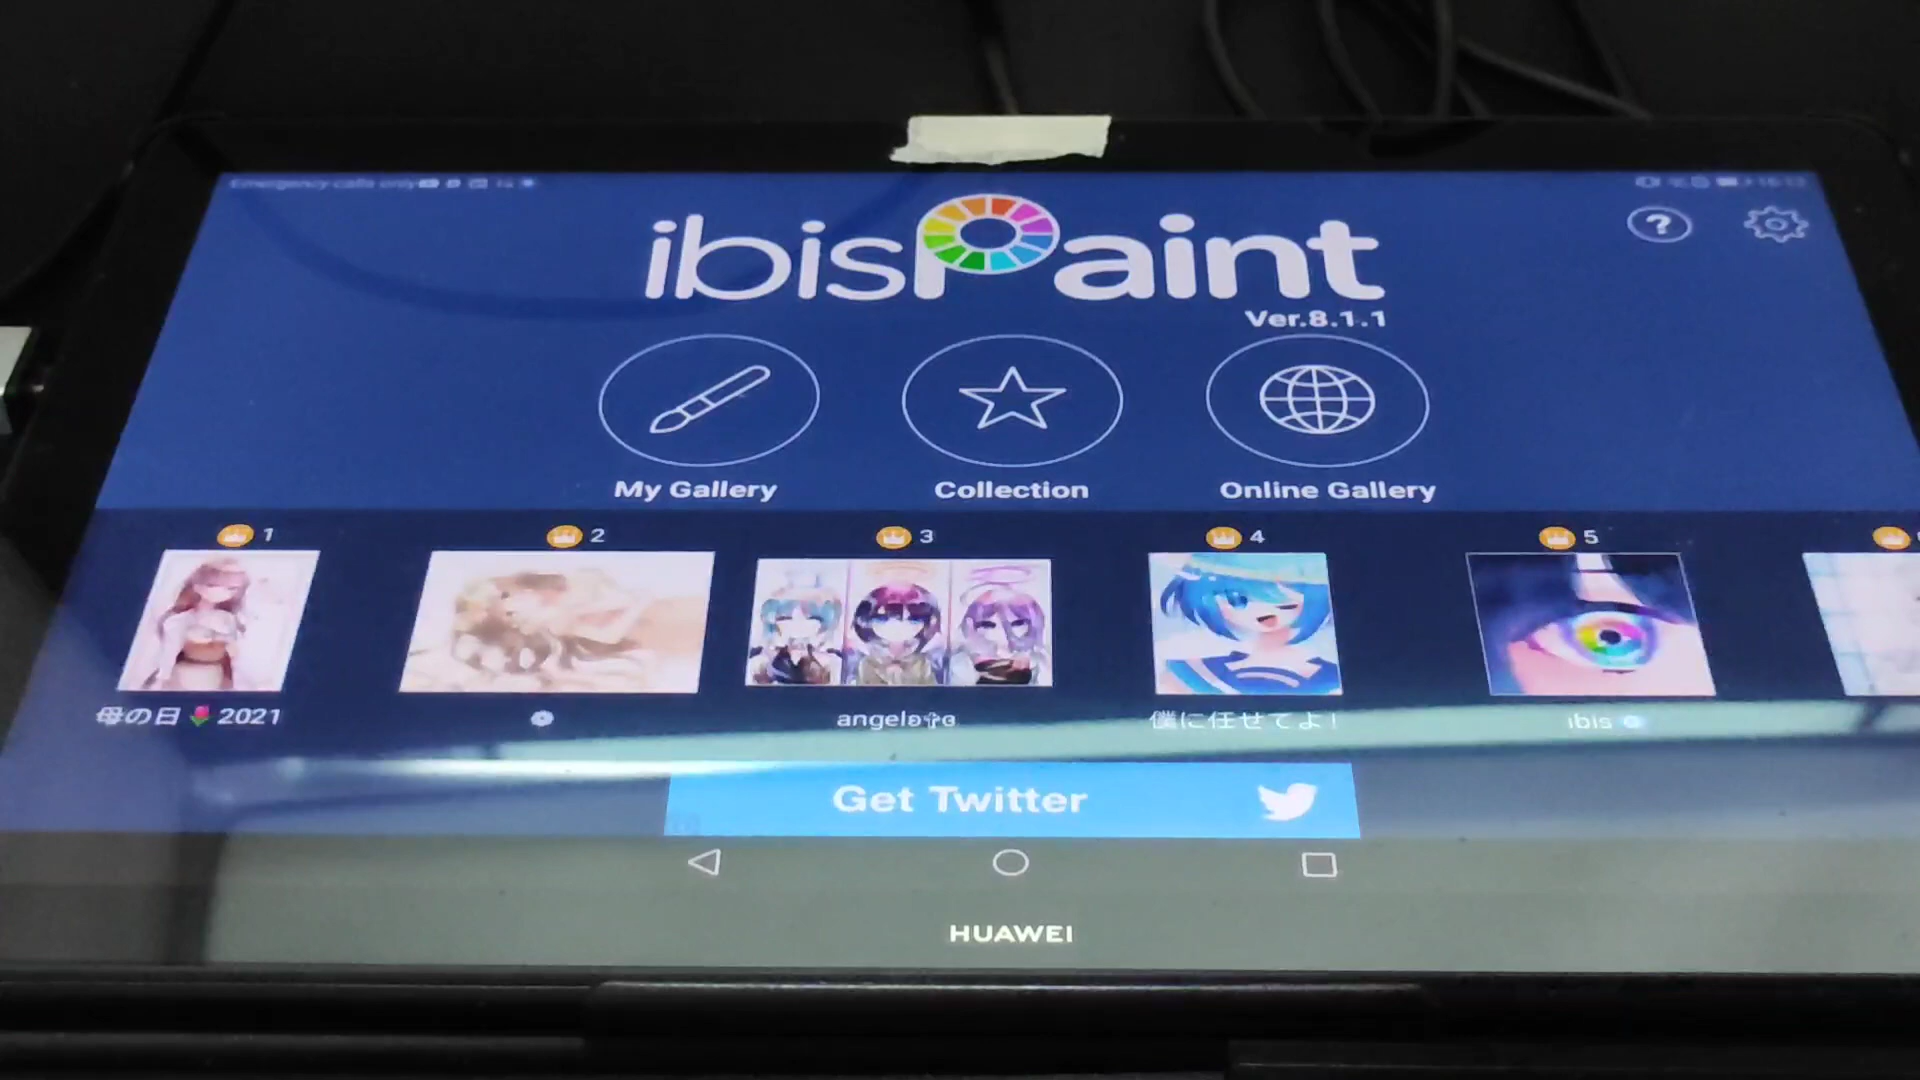 Emergency calls only
ibisPaint
Ver.8.1.1
?
My Gallery
Collection
Online Gallery
1
2
3
4
5
母の日🌷2021
angelʚ✞ɞ
僕に任せてよ!
ibis
Get Twitter
HUAWEI